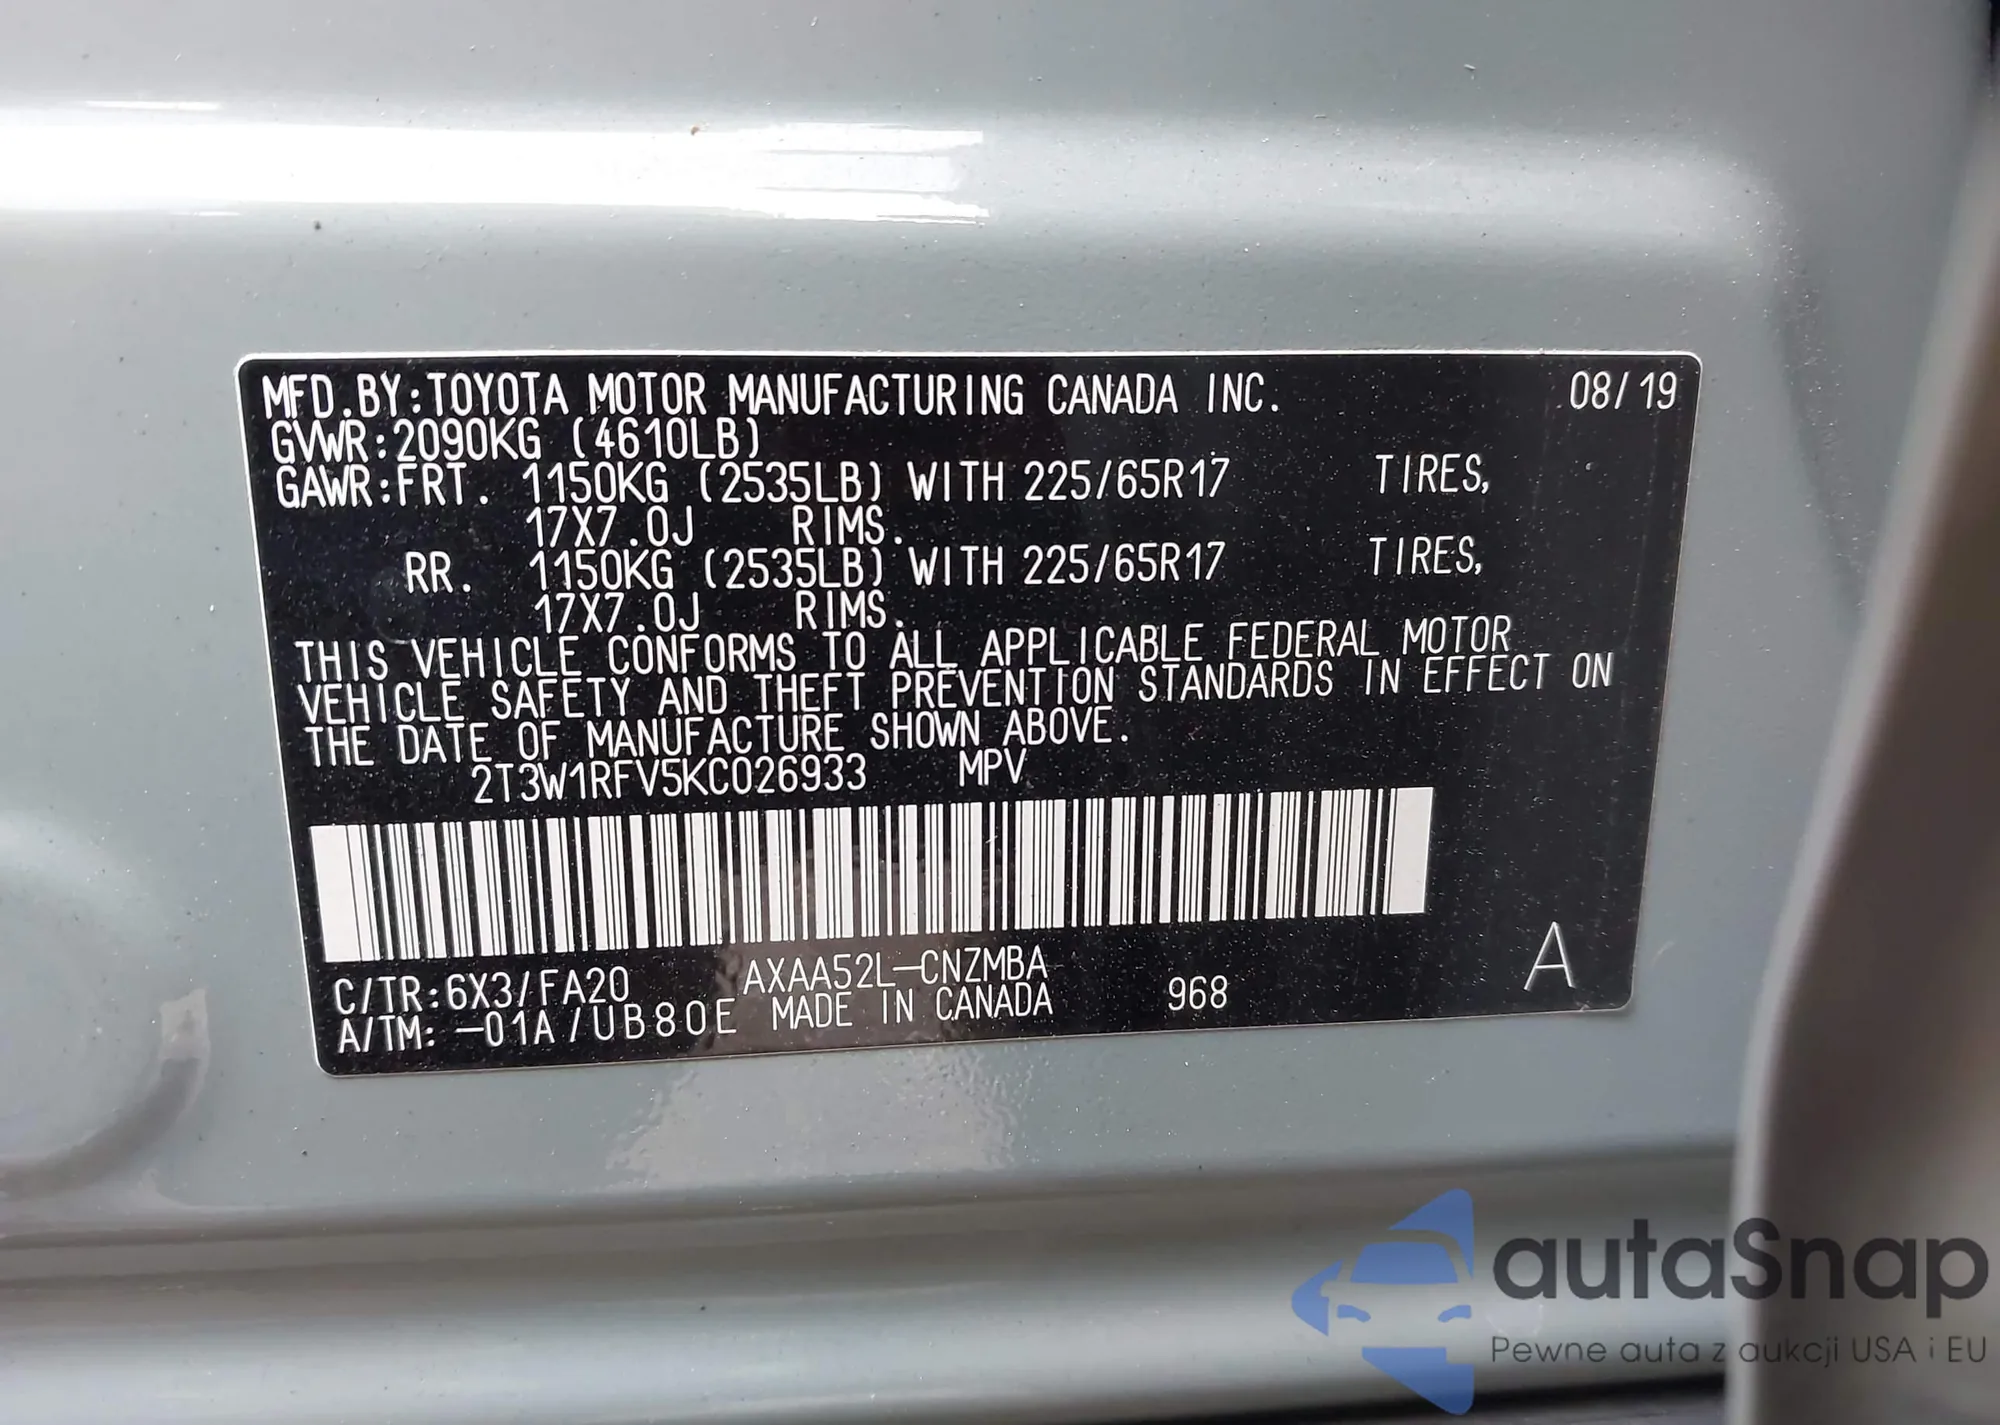 MFD.BY:TOYOTA MOTOR MANUFACTURING CANADA INC. 08/19
GVWR:2090KG (4610LB)
GAWR:FRT. 1150KG (2535LB) WITH 225/65R17 TIRES,
17X7.0J RIMS.
RR. 1150KG (2535LB) WITH 225/65R17 TIRES,
17X7.0J RIMS.
THIS VEHICLE CONFORMS TO ALL APPLICABLE FEDERAL MOTOR
VEHICLE SAFETY AND THEFT PREVENTION STANDARDS IN EFFECT ON
THE DATE OF MANUFACTURE SHOWN ABOVE.
2T3W1RFV5KC026933 MPV
C/TR:6X3/FA20 AXAA52L-CNZMBA
A/TM: -01A/UB80E MADE IN CANADA 968 A
autaSnap
Pewne auta z aukcji USA i EU